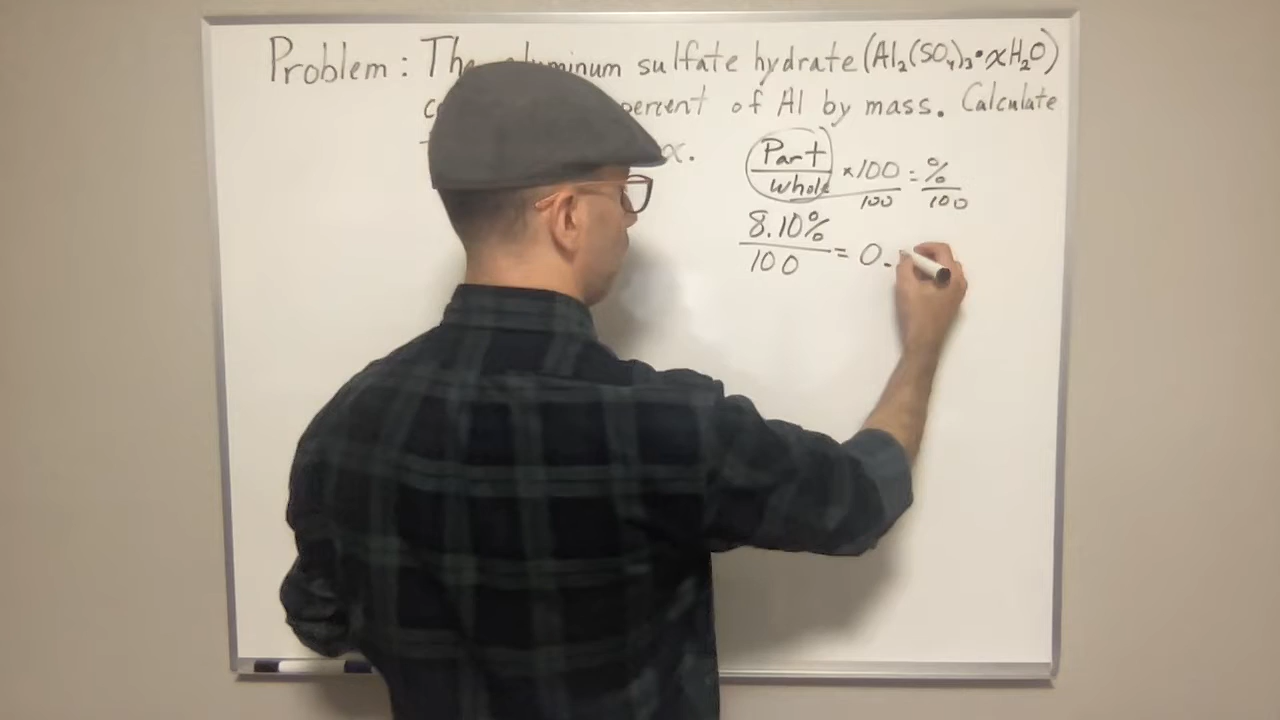 Problem: The aluminum sulfate hydrate (Al₂(SO₄)₃•xH₂O)
percent of Al by mass. Calculate
x.
Part
whole
×100
100
= %
100
8.10%
100
= 0.